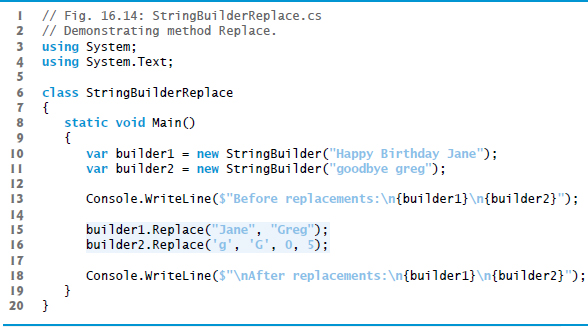 1 // Fig. 16.14: StringBuilderReplace.cs
2 // Demonstrating method Replace.
3 using System;
4 using System.Text;
5
6 class StringBuilderReplace
7 {
8 static void Main()
9 {
10 var builder1 = new StringBuilder("Happy Birthday Jane");
11 var builder2 = new StringBuilder("goodbye greg");
12
13 Console.WriteLine($"Before replacements:\n{builder1}\n{builder2}");
14
15 builder1.Replace("Jane", "Greg");
16 builder2.Replace('g', 'G', 0, 5);
17
18 Console.WriteLine($"\nAfter replacements:\n{builder1}\n{builder2}");
19 }
20 }